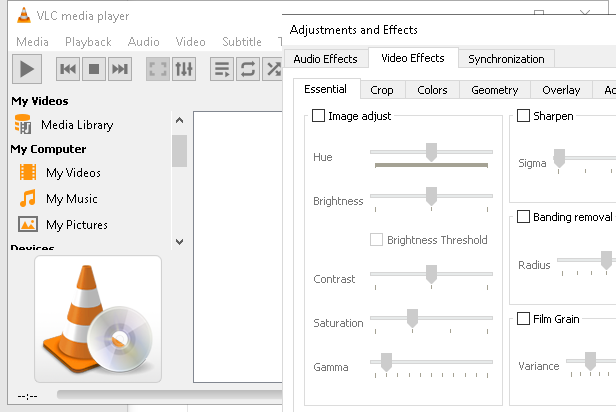 VLC media player
Media Playback Audio Video Subtitle
My Videos
Media Library
My Computer
My Videos
My Music
My Pictures
Devices
--:--
Adjustments and Effects
Audio Effects Video Effects Synchronization
Essential Crop Colors Geometry Overlay
Image adjust
Hue
Brightness
Brightness Threshold
Contrast
Saturation
Gamma
Sharpen
Sigma
Banding removal
Radius
Film Grain
Variance